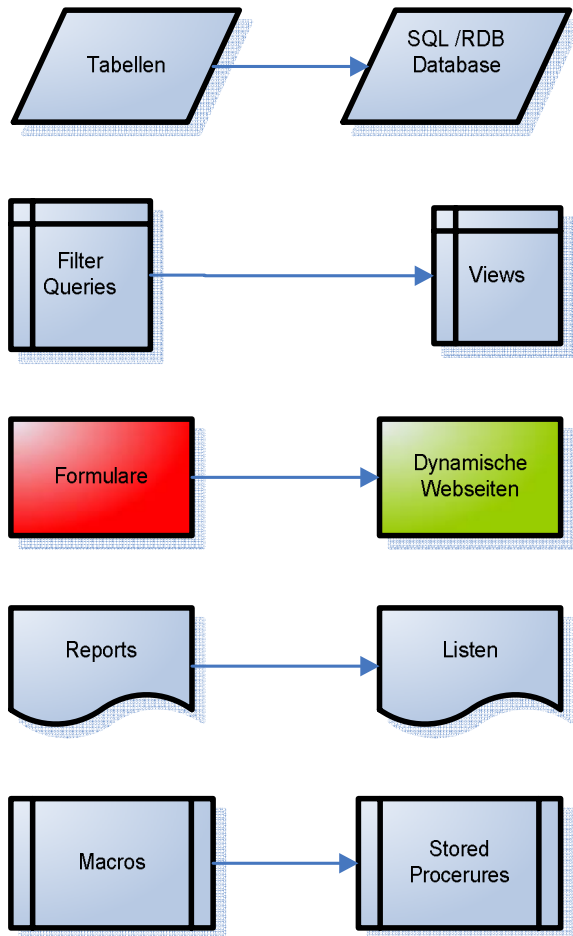 Tabellen
SQL /RDB
Database
Filter
Queries
Views
Formulare
Dynamische
Webseiten
Reports
Listen
Macros
Stored
Procerures